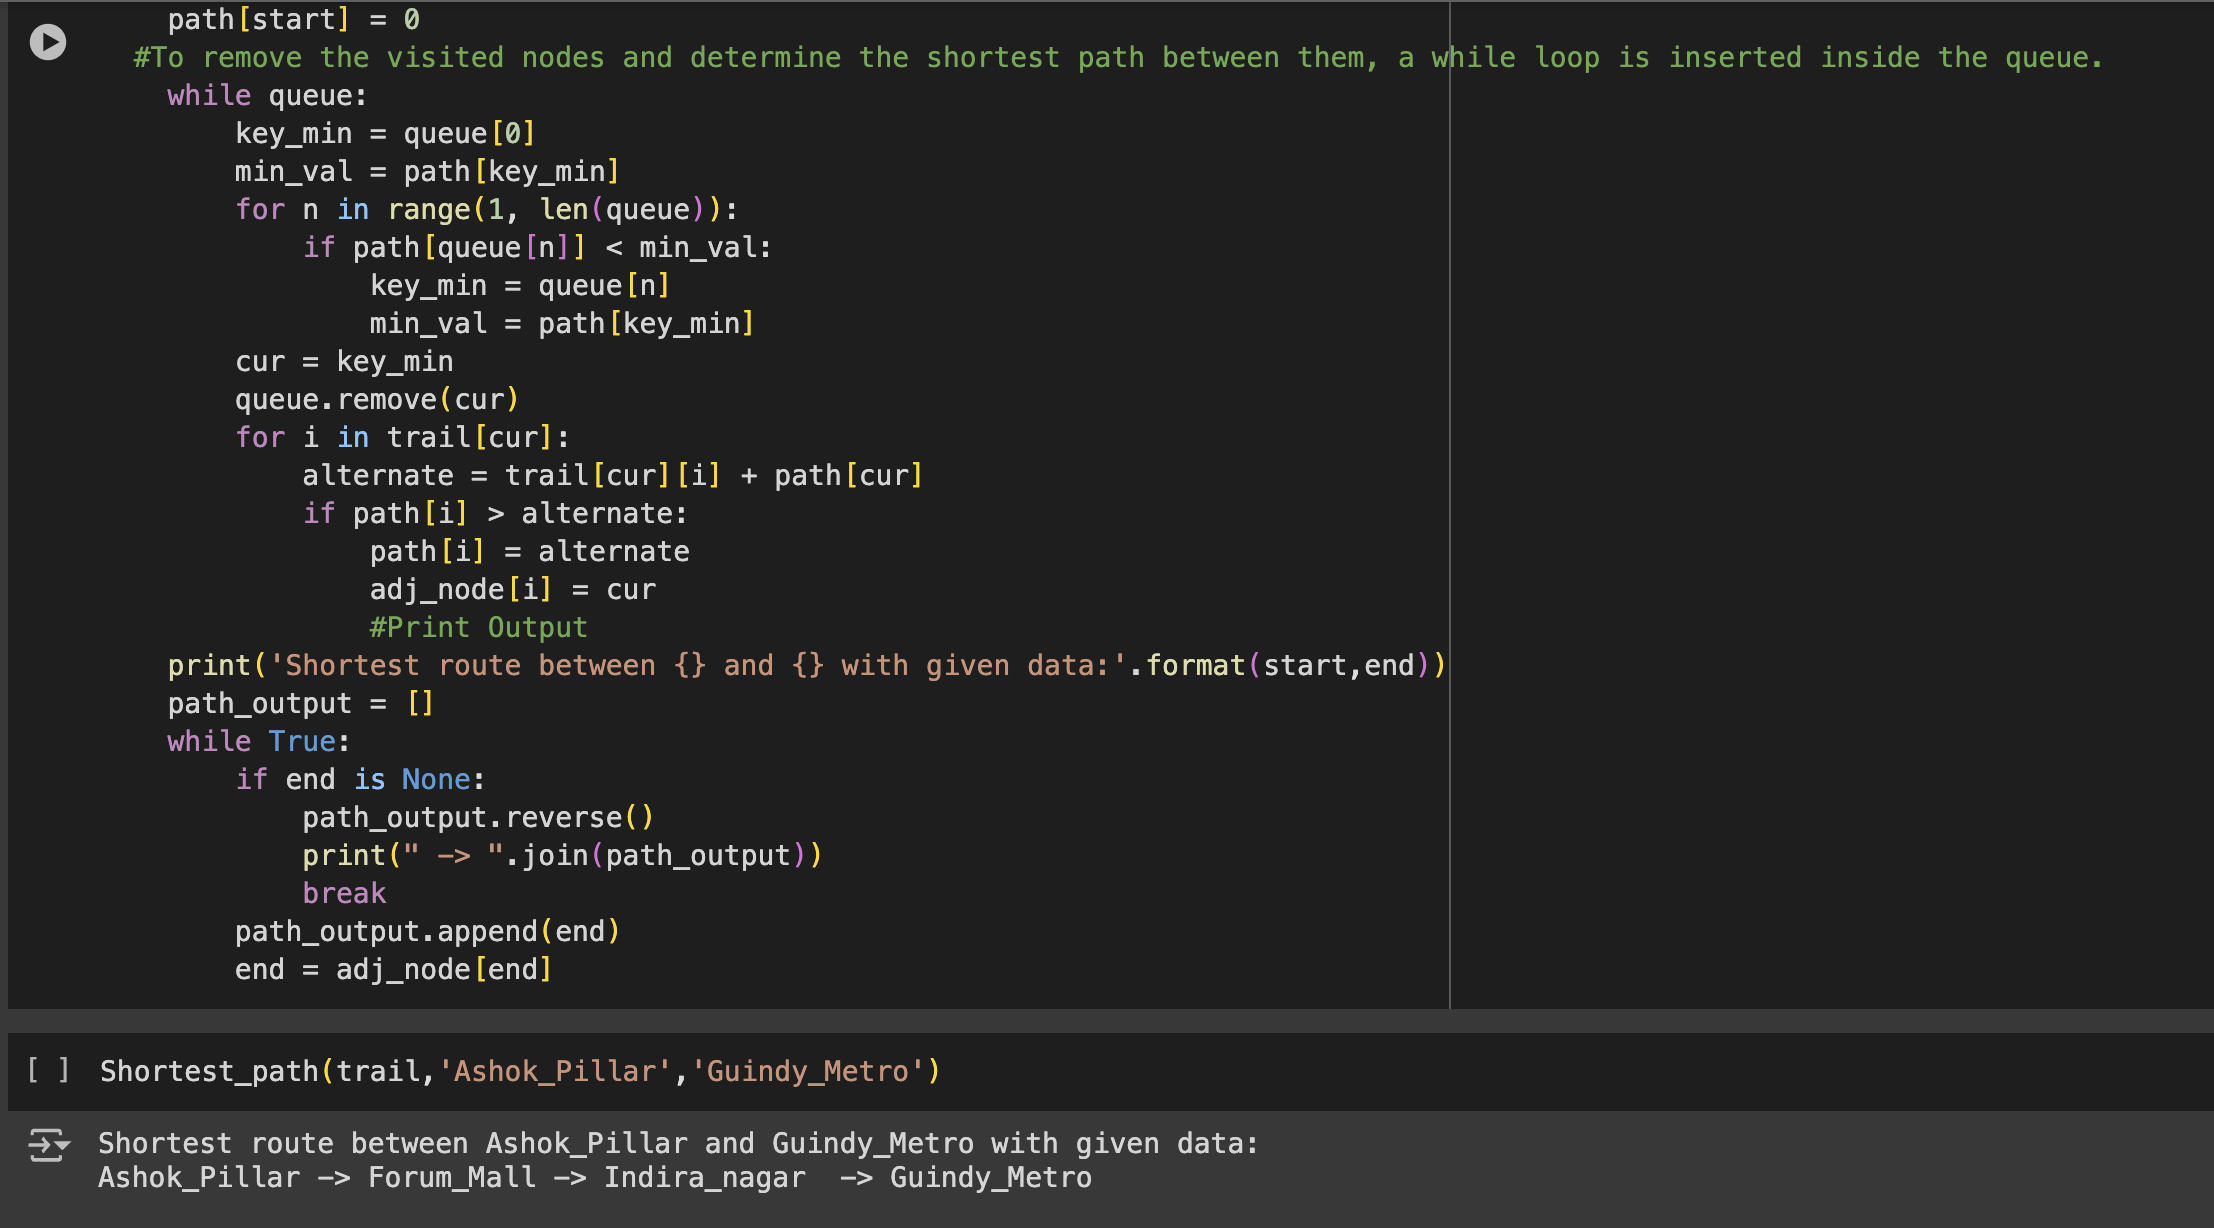 path[start] = 0
#To remove the visited nodes and determine the shortest path between them, a while loop is inserted inside the queue.
while queue:
key_min = queue[0]
min_val = path[key_min]
for n in range(1, len(queue)):
if path[queue[n]] < min_val:
key_min = queue[n]
min_val = path[key_min]
cur = key_min
queue.remove(cur)
for i in trail[cur]:
alternate = trail[cur][i] + path[cur]
if path[i] > alternate:
path[i] = alternate
adj_node[i] = cur
#Print Output
print('Shortest route between {} and {} with given data:'.format(start,end))
path_output = []
while True:
if end is None:
path_output.reverse()
print(" -> ".join(path_output))
break
path_output.append(end)
end = adj_node[end]
[ ] Shortest_path(trail,'Ashok_Pillar','Guindy_Metro')
Shortest route between Ashok_Pillar and Guindy_Metro with given data:
Ashok_Pillar -> Forum_Mall -> Indira_nagar  -> Guindy_Metro